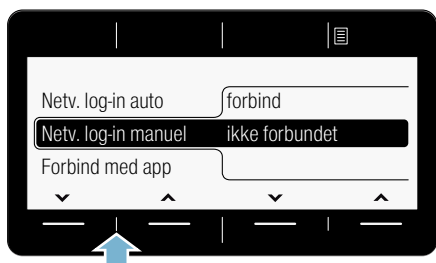 Netv. log-in auto forbind
Netv. log-in manuel ikke forbundet
Forbind med app